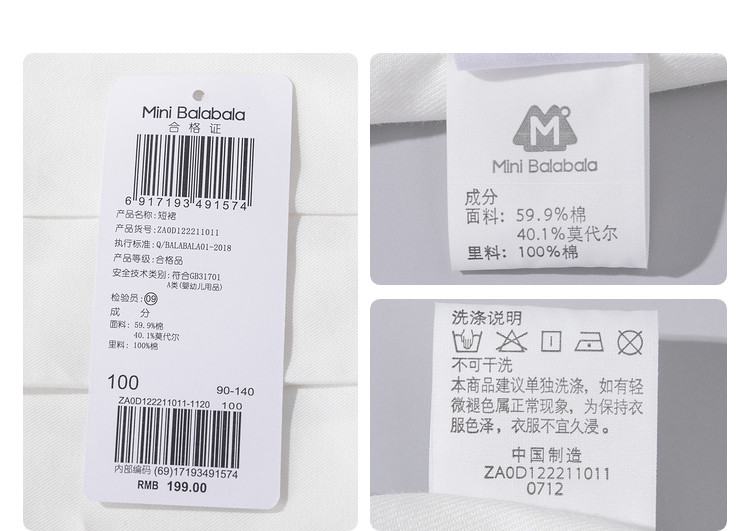 Mini Balabala
合格证
6 917193 491574
产品名称:短裙
产品货号:ZA0D122211011
执行标准:Q/BALABALA01-2018
产品等级:合格品
安全技术类别:符合GB31701
A类(婴幼儿用品)
检验员:09
成 分
面料: 59.9%棉
40.1%莫代尔
里料: 100%棉
100
90-140
ZA0D122211011-1120 100
内部编码 (69)17193491574
RMB 199.00
M
Mini Balabala
成分
面料: 59.9%棉
40.1%莫代尔
里料: 100%棉
洗涤说明
不可干洗
本商品建议单独洗涤, 如有轻
微褪色属正常现象, 为保持衣
服色泽, 衣服不宜久浸。
中国制造
ZA0D122211011
0712